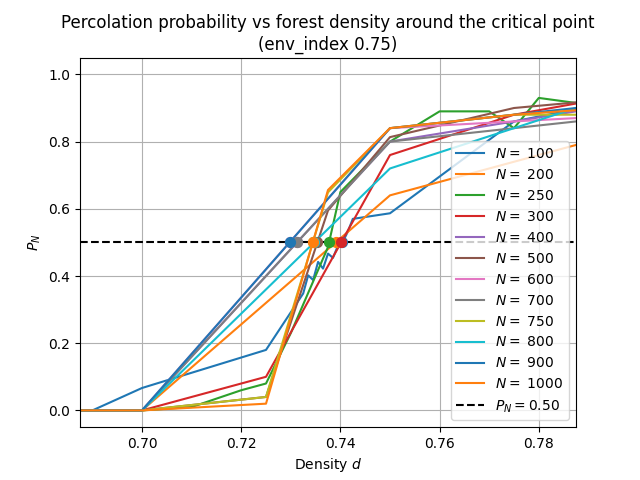 Percolation probability vs forest density around the critical point
(env_index 0.75)
1.0
0.8
0.6
0.4
0.2
0.0
P_N
0.70
0.72
0.74
0.76
0.78
Density d
N = 100
N = 200
N = 250
N = 300
N = 400
N = 500
N = 600
N = 700
N = 750
N = 800
N = 900
N = 1000
P_N = 0.50